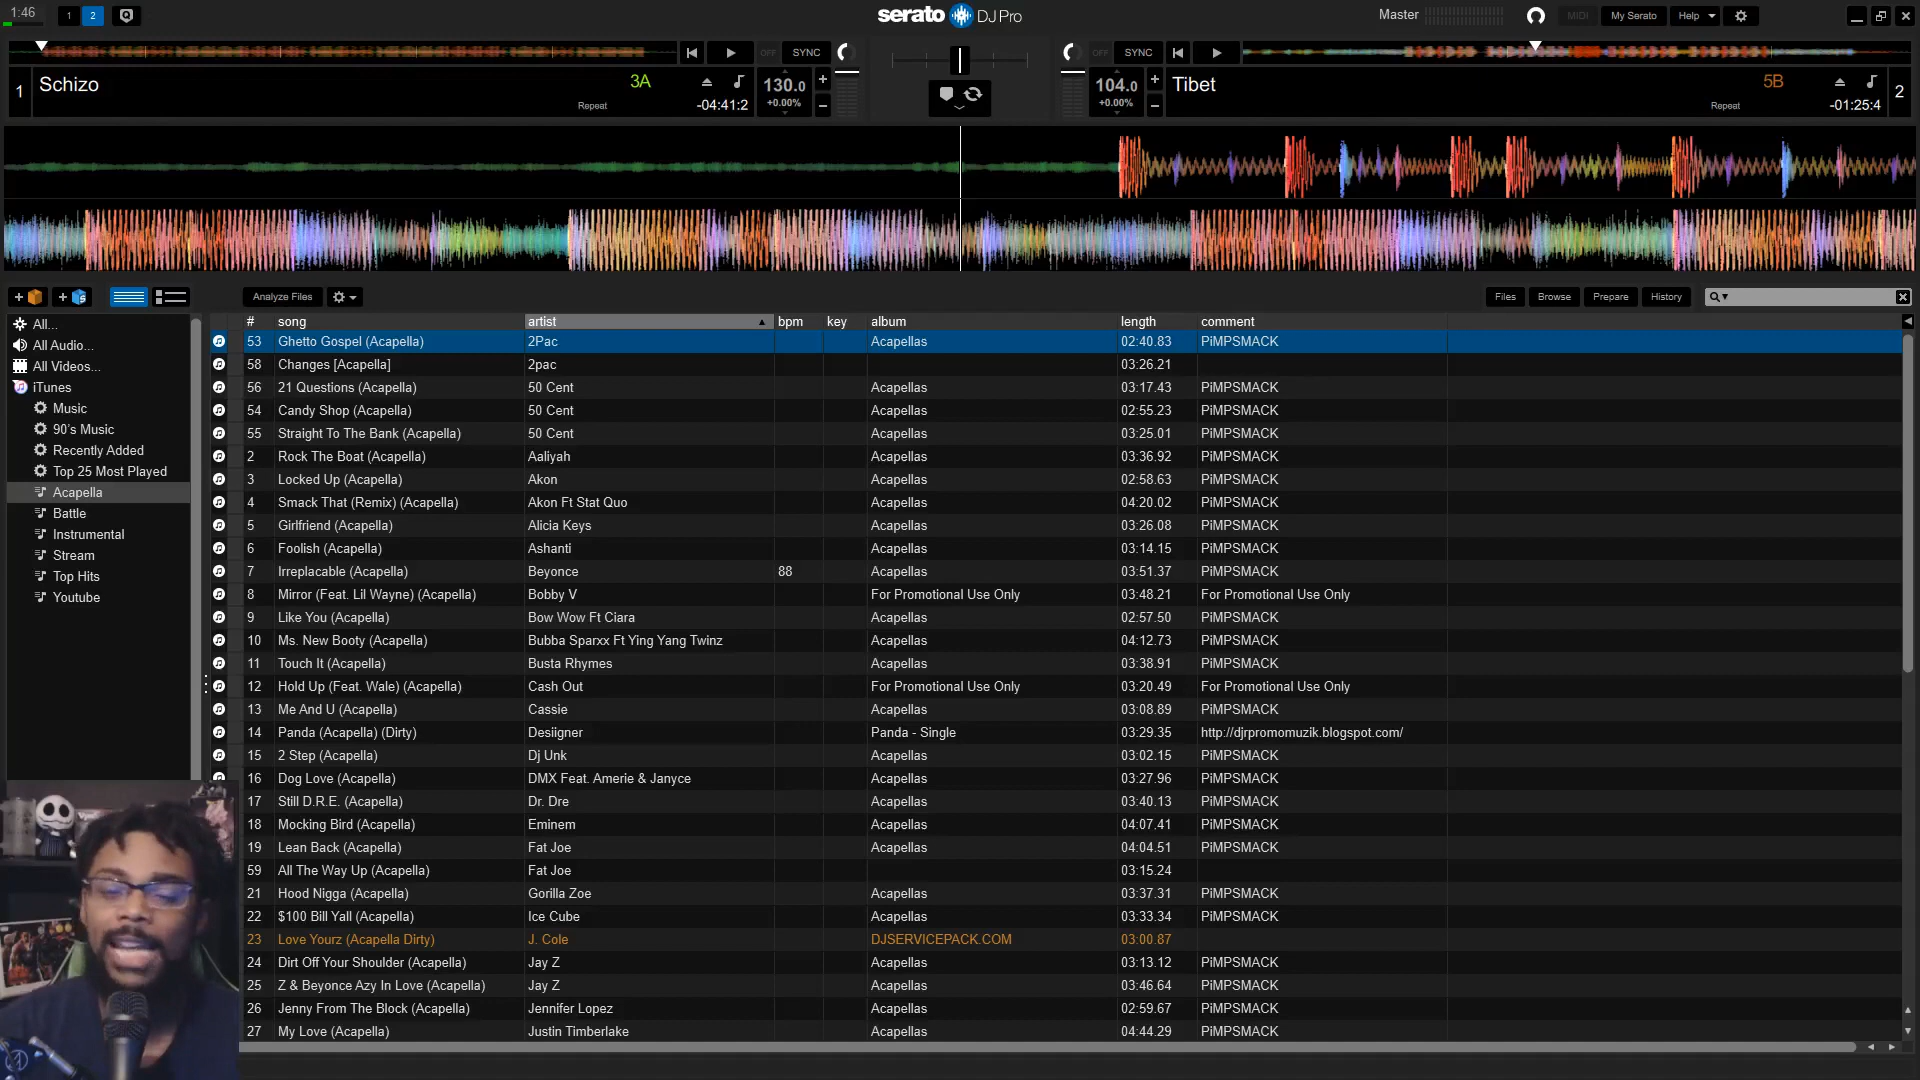 1:46
1 2
serato DJ Pro
Master
MIDI
My Serato
Help
OFF SYNC
OFF SYNC
1 Schizo 3A
Repeat -04:41:2
130.0
+0.00%
104.0
+0.00%
Tibet 5B
Repeat -01:25:4 2
Analyze Files
Files Browse Prepare History
All...
All Audio...
All Videos...
iTunes
Music
90's Music
Recently Added
Top 25 Most Played
Acapella
Battle
Instrumental
Stream
Top Hits
Youtube
# song artist bpm key album length comment
53 Ghetto Gospel (Acapella) 2Pac Acapellas 02:40.83 PiMPSMACK
58 Changes [Acapella] 2pac 03:26.21
56 21 Questions (Acapella) 50 Cent Acapellas 03:17.43 PiMPSMACK
54 Candy Shop (Acapella) 50 Cent Acapellas 02:55.23 PiMPSMACK
55 Straight To The Bank (Acapella) 50 Cent Acapellas 03:25.01 PiMPSMACK
2 Rock The Boat (Acapella) Aaliyah Acapellas 03:36.92 PiMPSMACK
3 Locked Up (Acapella) Akon Acapellas 02:58.63 PiMPSMACK
4 Smack That (Remix) (Acapella) Akon Ft Stat Quo Acapellas 04:20.02 PiMPSMACK
5 Girlfriend (Acapella) Alicia Keys Acapellas 03:26.08 PiMPSMACK
6 Foolish (Acapella) Ashanti Acapellas 03:14.15 PiMPSMACK
7 Irreplacable (Acapella) Beyonce 88 Acapellas 03:51.37 PiMPSMACK
8 Mirror (Feat. Lil Wayne) (Acapella) Bobby V For Promotional Use Only 03:48.21 For Promotional Use Only
9 Like You (Acapella) Bow Wow Ft Ciara Acapellas 02:57.50 PiMPSMACK
10 Ms. New Booty (Acapella) Bubba Sparxx Ft Ying Yang Twinz Acapellas 04:12.73 PiMPSMACK
11 Touch It (Acapella) Busta Rhymes Acapellas 03:38.91 PiMPSMACK
12 Hold Up (Feat. Wale) (Acapella) Cash Out For Promotional Use Only 03:20.49 For Promotional Use Only
13 Me And U (Acapella) Cassie Acapellas 03:08.89 PiMPSMACK
14 Panda (Acapella) (Dirty) Desiigner Panda - Single 03:29.35 http://djrpromomuzik.blogspot.com/
15 2 Step (Acapella) Dj Unk Acapellas 03:02.15 PiMPSMACK
16 Dog Love (Acapella) DMX Feat. Amerie & Janyce Acapellas 03:27.96 PiMPSMACK
17 Still D.R.E. (Acapella) Dr. Dre Acapellas 03:40.13 PiMPSMACK
18 Mocking Bird (Acapella) Eminem Acapellas 04:07.41 PiMPSMACK
19 Lean Back (Acapella) Fat Joe Acapellas 04:04.51 PiMPSMACK
59 All The Way Up (Acapella) Fat Joe 03:15.24
21 Hood Nigga (Acapella) Gorilla Zoe Acapellas 03:37.31 PiMPSMACK
22 $100 Bill Yall (Acapella) Ice Cube Acapellas 03:33.34 PiMPSMACK
23 Love Yourz (Acapella Dirty) J. Cole DJSERVICEPACK.COM 03:00.87
24 Dirt Off Your Shoulder (Acapella) Jay Z Acapellas 03:13.12 PiMPSMACK
25 Z & Beyonce Azy In Love (Acapella) Jay Z Acapellas 03:46.64 PiMPSMACK
26 Jenny From The Block (Acapella) Jennifer Lopez Acapellas 02:59.67 PiMPSMACK
27 My Love (Acapella) Justin Timberlake Acapellas 04:44.29 PiMPSMACK